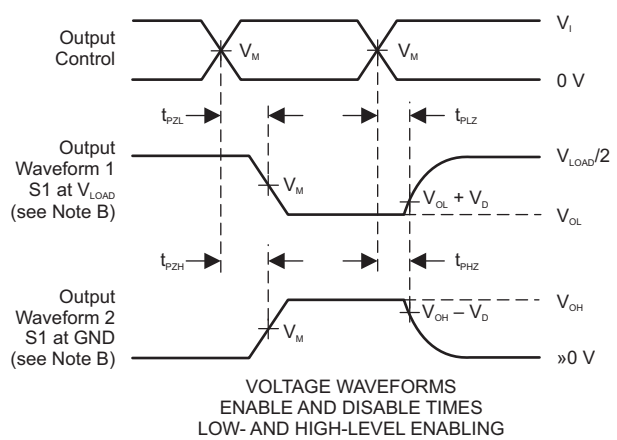 Output
Control
V_M
V_M
V_I
0 V
t_PZL
t_PLZ
Output
Waveform 1
S1 at V_LOAD
(see Note B)
V_M
V_OL + V_D
V_LOAD/2
V_OL
t_PZH
t_PHZ
Output
Waveform 2
S1 at GND
(see Note B)
V_M
V_OH – V_D
V_OH
»0 V
VOLTAGE WAVEFORMS
ENABLE AND DISABLE TIMES
LOW- AND HIGH-LEVEL ENABLING